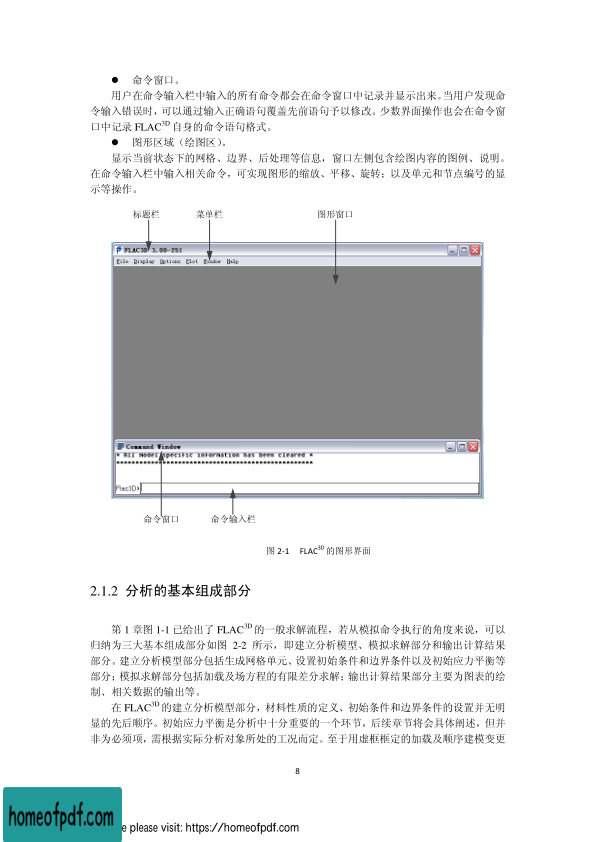 ● 命令窗口。
用户在命令输入栏中输入的所有命令都会在命令窗口中记录并显示出来。当用户发现命
令输入错误时，可以通过输入正确语句覆盖先前语句予以修改。少数界面操作也会在命令窗
口中记录 FLAC3D 自身的命令语句格式。
● 图形区域（绘图区）。
显示当前状态下的网格、边界、后处理等信息，窗口左侧包含绘图内容的图例、说明。
在命令输入栏中输入相关命令，可实现图形的缩放、平移、旋转；以及单元和节点编号的显
示等操作。
标题栏 菜单栏 图形窗口
FLAC3D 3.00-251
File Display Options Plot Window Help
Command Window
* All model specific information has been cleared *
Flac3D>
命令窗口 命令输入栏
图 2-1 FLAC3D 的图形界面
2.1.2 分析的基本组成部分
第 1 章图 1-1 已给出了 FLAC3D 的一般求解流程，若从模拟命令执行的角度来说，可以
归纳为三大基本组成部分如图 2-2 所示，即建立分析模型、模拟求解部分和输出计算结果
部分。建立分析模型部分包括生成网格单元、设置初始条件和边界条件以及初始应力平衡等
部分；模拟求解部分包括加载及场方程的有限差分求解；输出计算结果部分主要为图表的绘
制、相关数据的输出等。
在 FLAC3D 的建立分析模型部分，材料性质的定义、初始条件和边界条件的设置并无明
显的先后顺序。初始应力平衡是分析中十分重要的一个环节，后续章节将会具体阐述，但并
非为必须项，需根据实际分析对象所处的工况而定。至于用虚框框定的加载及顺序建模变更
8
homeofpdf.com
e please visit: https://homeofpdf.com